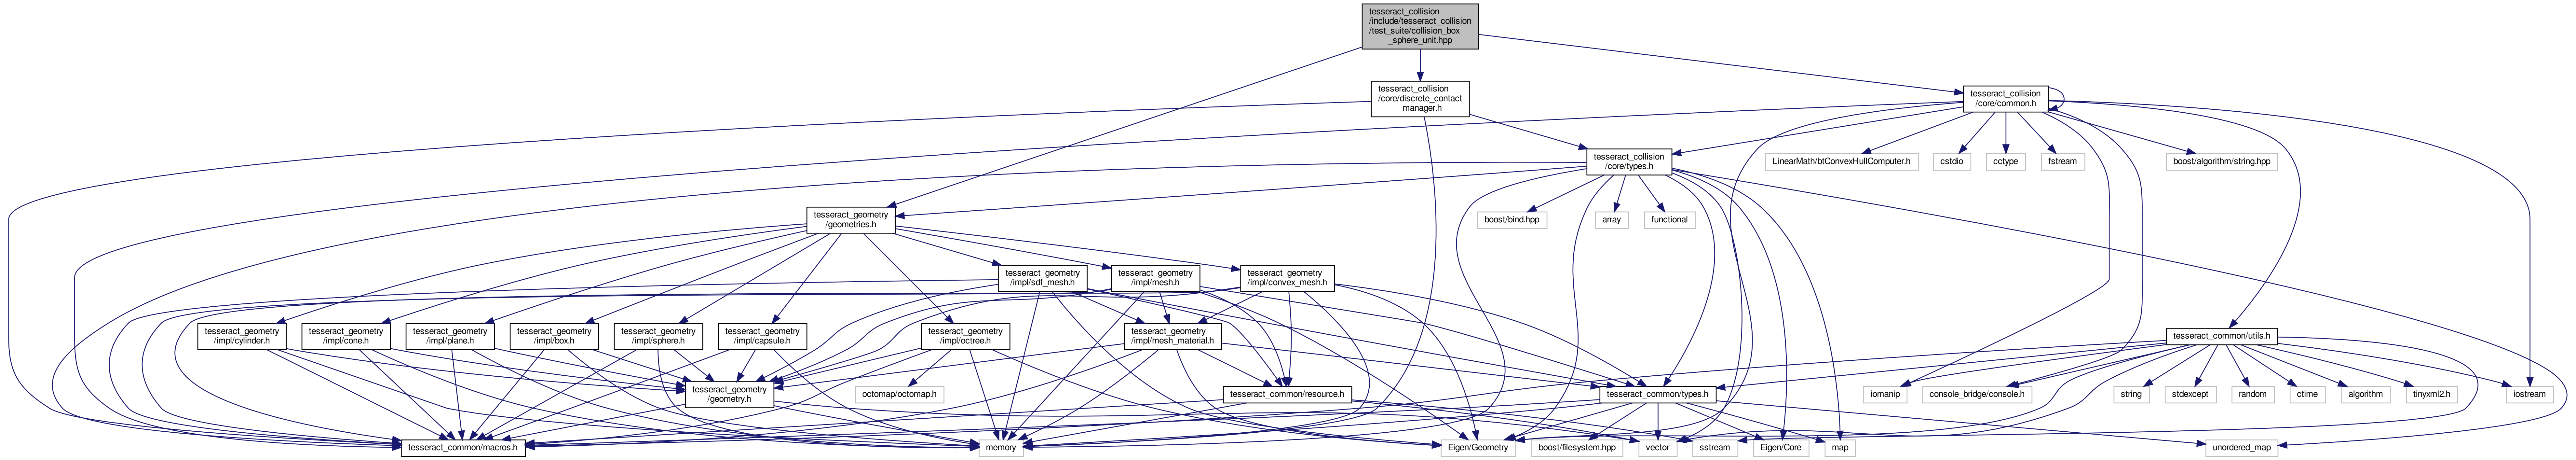 tesseract_collision
/include/tesseract_collision
/test_suite/collision_box
_sphere_unit.hpp
tesseract_collision
/core/discrete_contact
_manager.h
tesseract_collision
/core/common.h
tesseract_collision
/core/types.h
LinearMath/btConvexHullComputer.h
cstdio
cctype
fstream
boost/algorithm/string.hpp
tesseract_geometry
/geometries.h
boost/bind.hpp
array
functional
tesseract_geometry
/impl/sdf_mesh.h
tesseract_geometry
/impl/mesh.h
tesseract_geometry
/impl/convex_mesh.h
tesseract_geometry
/impl/cylinder.h
tesseract_geometry
/impl/cone.h
tesseract_geometry
/impl/plane.h
tesseract_geometry
/impl/box.h
tesseract_geometry
/impl/sphere.h
tesseract_geometry
/impl/capsule.h
tesseract_geometry
/impl/octree.h
tesseract_geometry
/impl/mesh_material.h
tesseract_common/utils.h
tesseract_geometry
/geometry.h
octomap/octomap.h
tesseract_common/resource.h
tesseract_common/types.h
iomanip
console_bridge/console.h
string
stdexcept
random
ctime
algorithm
tinyxml2.h
iostream
tesseract_common/macros.h
memory
Eigen/Geometry
boost/filesystem.hpp
vector
sstream
Eigen/Core
map
unordered_map